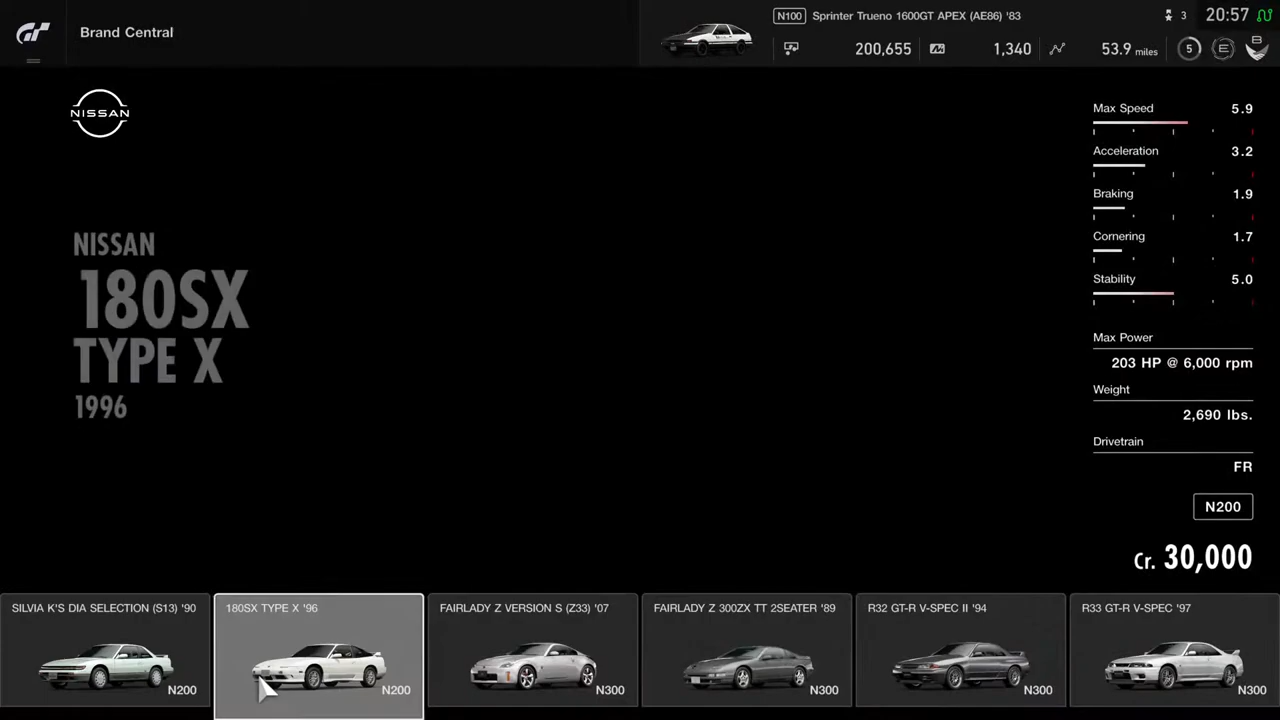 Brand Central
N100 Sprinter Trueno 1600GT APEX (AE86) '83
3 20:57
200,655 1,340 53.9 miles 5 E B
NISSAN
NISSAN
180SX
TYPE X
1996
Max Speed 5.9
Acceleration 3.2
Braking 1.9
Cornering 1.7
Stability 5.0
Max Power
203 HP @ 6,000 rpm
Weight
2,690 lbs.
Drivetrain
FR
N200
Cr. 30,000
SILVIA K'S DIA SELECTION (S13) '90
N200
180SX TYPE X '96
N200
FAIRLADY Z VERSION S (Z33) '07
N300
FAIRLADY Z 300ZX TT 2SEATER '89
N300
R32 GT-R V-SPEC II '94
N300
R33 GT-R V-SPEC '97
N300